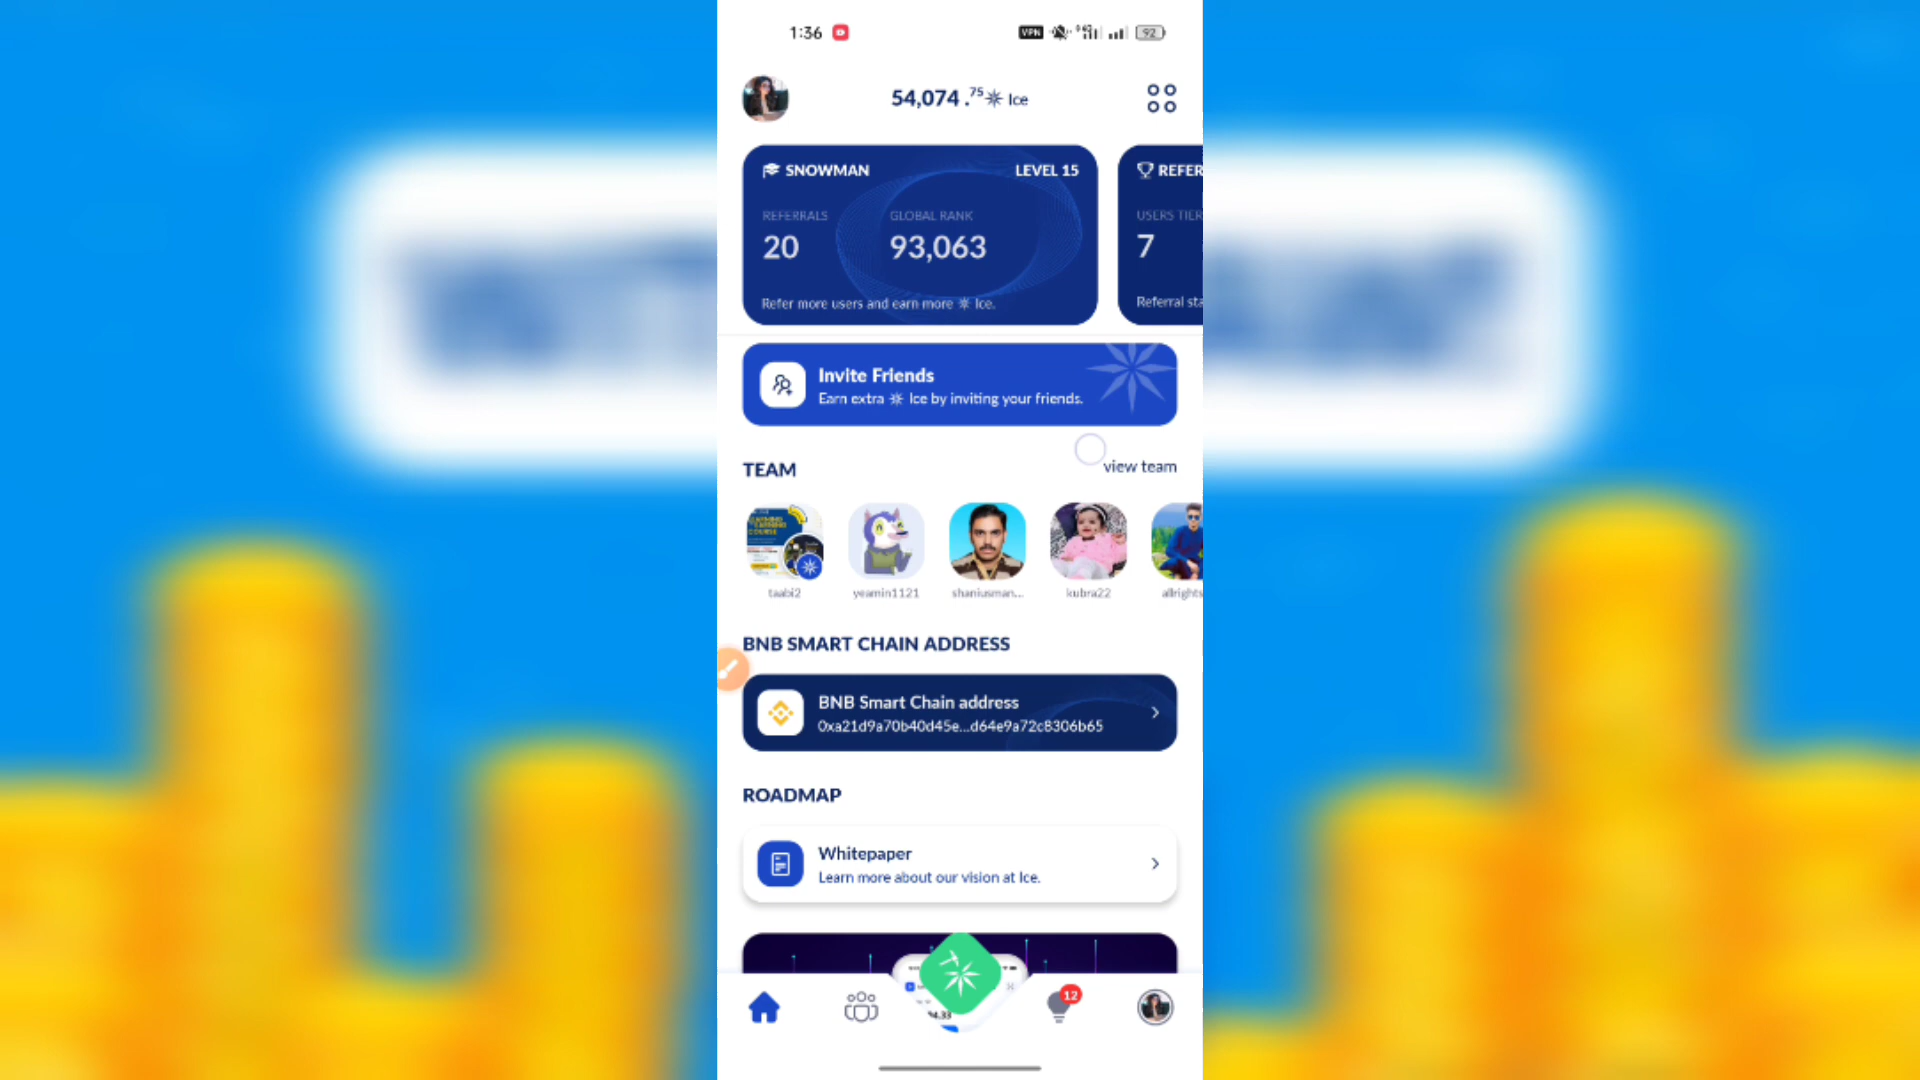 1:36
VPN
92
54,074.75 Ice
SNOWMAN LEVEL 15
REFERRALS GLOBAL RANK
20 93,063
Refer more users and earn more Ice.
REFER
USERS TIER
7
Referral sta
Invite Friends
Earn extra Ice by inviting your friends.
TEAM
view team
taabi2 yeamin1121 shaniusman... kubra22 allrights
BNB SMART CHAIN ADDRESS
BNB Smart Chain address
0xa21d9a70b40d45e...d64e9a72c8306b65
ROADMAP
Whitepaper
Learn more about our vision at Ice.
12